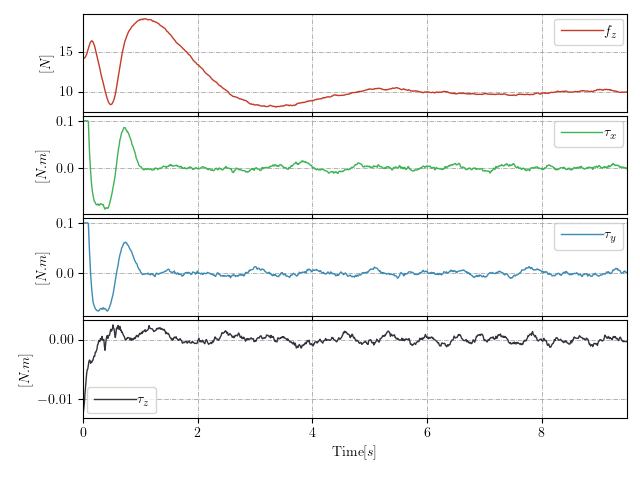 15
10
[N]
f_z
0.1
0.0
[N.m]
τ_x
0.1
0.0
[N.m]
τ_y
0.00
−0.01
[N.m]
τ_z
0 2 4 6 8
Time[s]